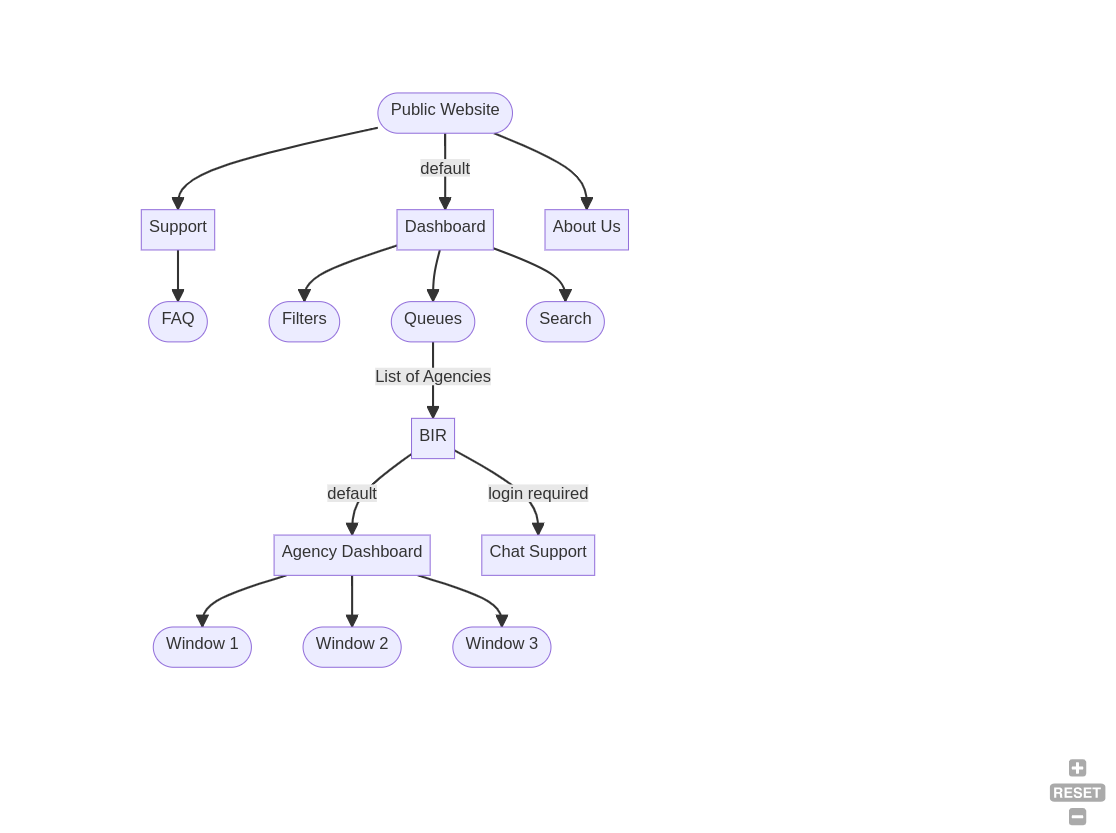 Public Website
default
Support
Dashboard
About Us
FAQ
Filters
Queues
Search
List of Agencies
BIR
default
login required
Agency Dashboard
Chat Support
Window 1
Window 2
Window 3
RESET